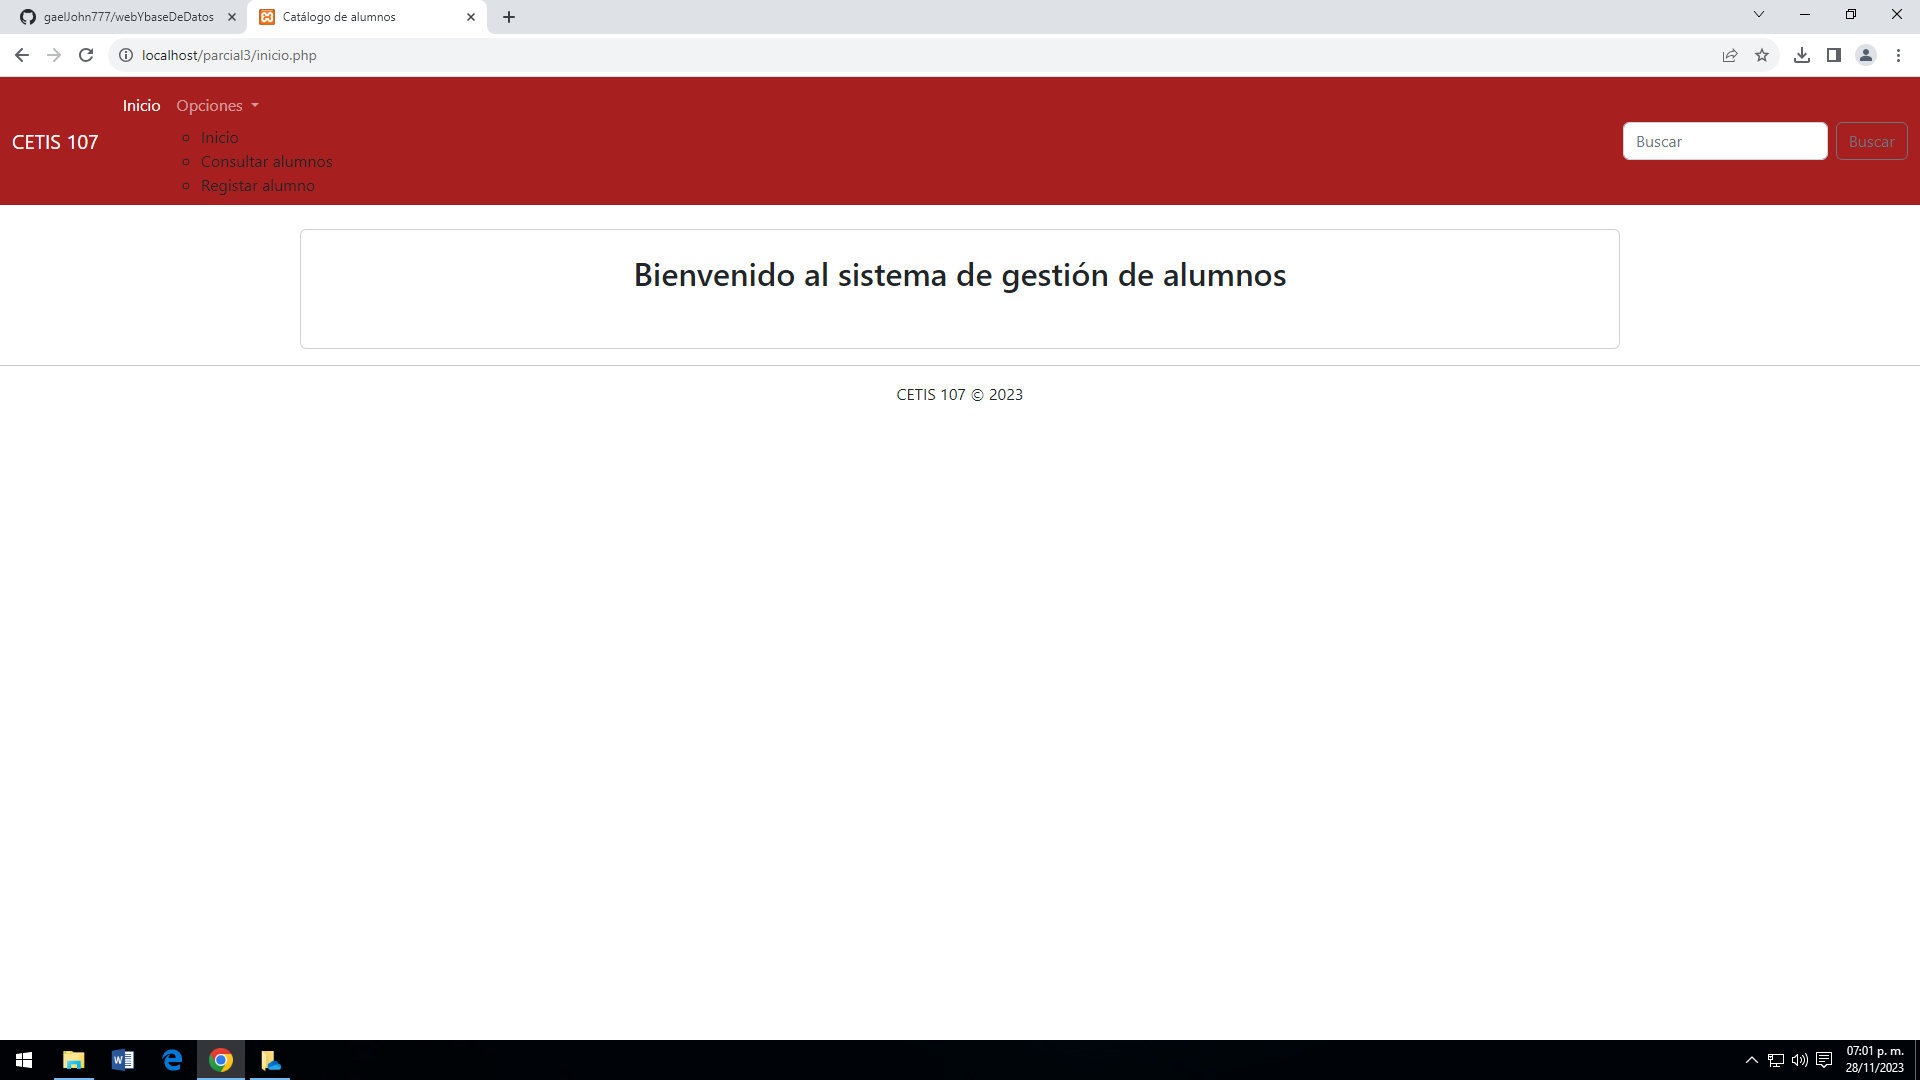 gaelJohn777/webYbaseDeDatos
Catálogo de alumnos
localhost/parcial3/inicio.php
CETIS 107
Inicio
Opciones
Inicio
Consultar alumnos
Registar alumno
Buscar
Buscar
Bienvenido al sistema de gestión de alumnos
CETIS 107 © 2023
07:01 p. m.
28/11/2023